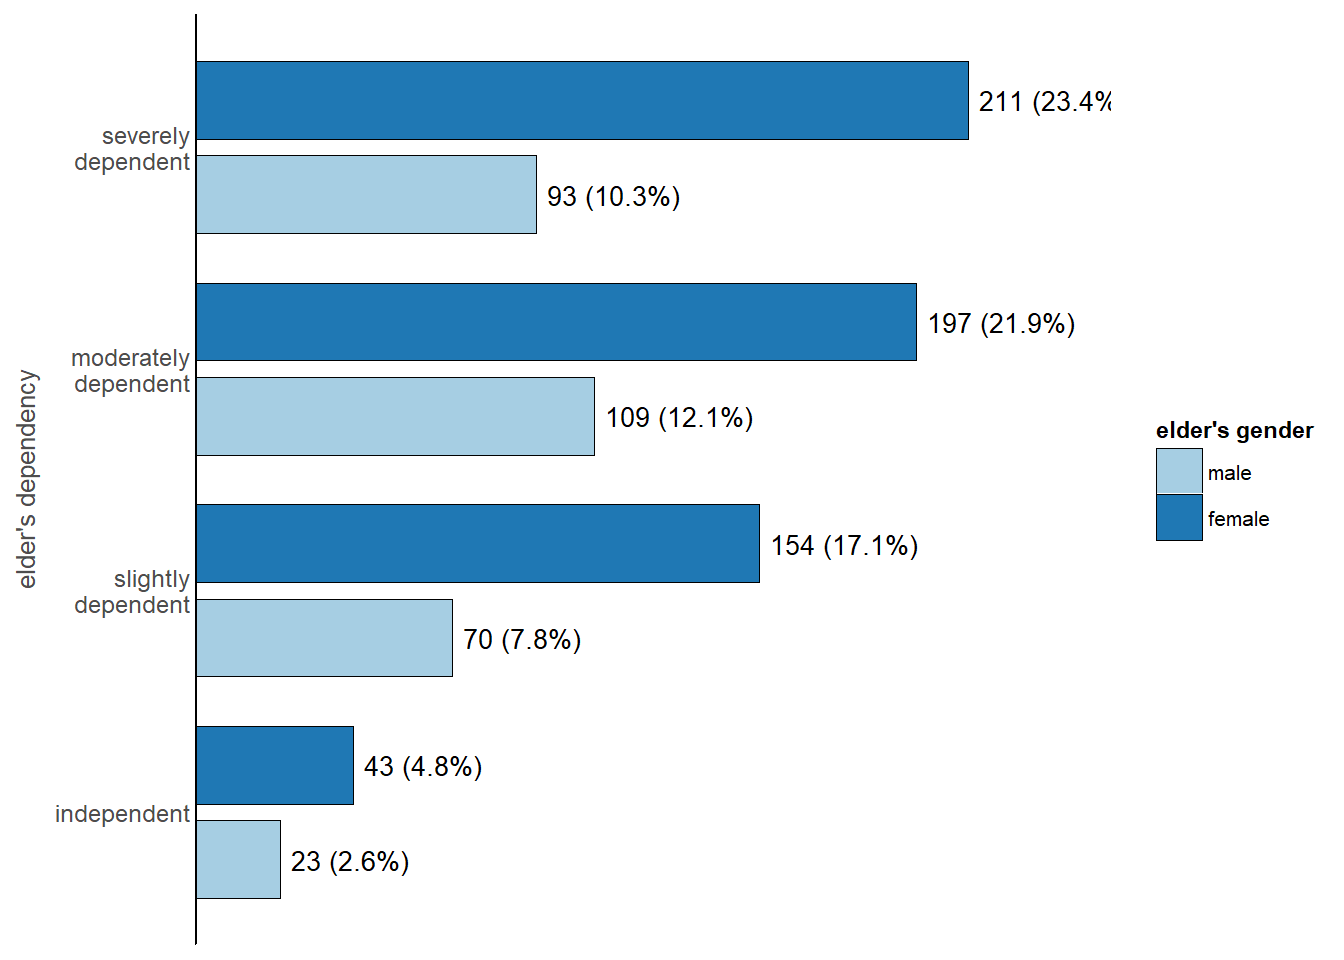 severely
dependent
211 (23.4%
93 (10.3%)
moderately
dependent
197 (21.9%)
109 (12.1%)
slightly
dependent
154 (17.1%)
70 (7.8%)
independent
43 (4.8%)
23 (2.6%)
elder's dependency
elder's gender
male
female